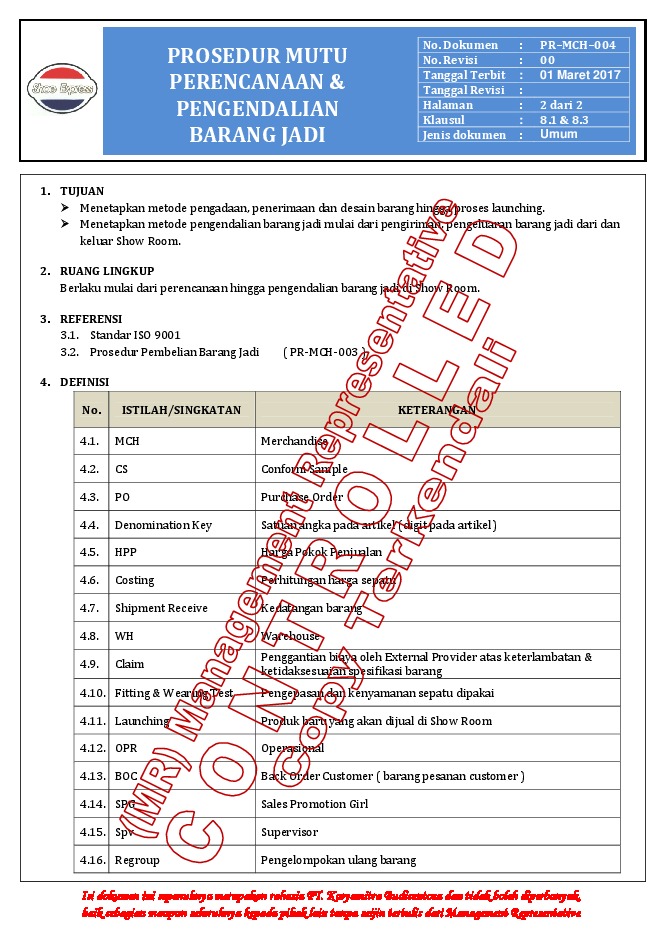 Shoe Express
PROSEDUR MUTU
PERENCANAAN &
PENGENDALIAN
BARANG JADI
No. Dokumen : PR–MCH–004
No. Revisi : 00
Tanggal Terbit : 01 Maret 2017
Tanggal Revisi :
Halaman : 2 dari 2
Klausul : 8.1 & 8.3
Jenis dokumen : Umum
1. TUJUAN
➢ Menetapkan metode pengadaan, penerimaan dan desain barang hingga proses launching.
➢ Menetapkan metode pengendalian barang jadi mulai dari pengiriman, pengeluaran barang jadi dari dan
keluar Show Room.
2. RUANG LINGKUP
Berlaku mulai dari perencanaan hingga pengendalian barang jadi di Show Room.
3. REFERENSI
3.1. Standar ISO 9001
3.2. Prosedur Pembelian Barang Jadi ( PR-MCH-003 )
4. DEFINISI
No. ISTILAH/SINGKATAN KETERANGAN
4.1. MCH Merchandise
4.2. CS Conform Sample
4.3. PO Purchase Order
4.4. Denomination Key Satuan angka pada artikel ( digit pada artikel )
4.5. HPP Harga Pokok Penjualan
4.6. Costing Perhitungan harga sepatu
4.7. Shipment Receive Kedatangan barang
4.8. WH Warehouse
4.9. Claim Penggantian biaya oleh External Provider atas keterlambatan &
ketidaksesuaian spesifikasi barang
4.10. Fitting & Wearing Test Pengepasan dan kenyamanan sepatu dipakai
4.11. Launching Produk baru yang akan dijual di Show Room
4.12. OPR Operasional
4.13. BOC Back Order Customer ( barang pesanan customer )
4.14. SPG Sales Promotion Girl
4.15. Spv Supervisor
4.16. Regroup Pengelompokan ulang barang
(MR) Management Representative
CONTROLLED
Copy Terkendali
Isi dokumen ini sepenuhnya merupakan rahasia PT. Karyamitra Budisentosa dan tidak boleh diperbanyak,
baik sebagian maupun seluruhnya kepada pihak lain tanpa seijin tertulis dari Management Representative